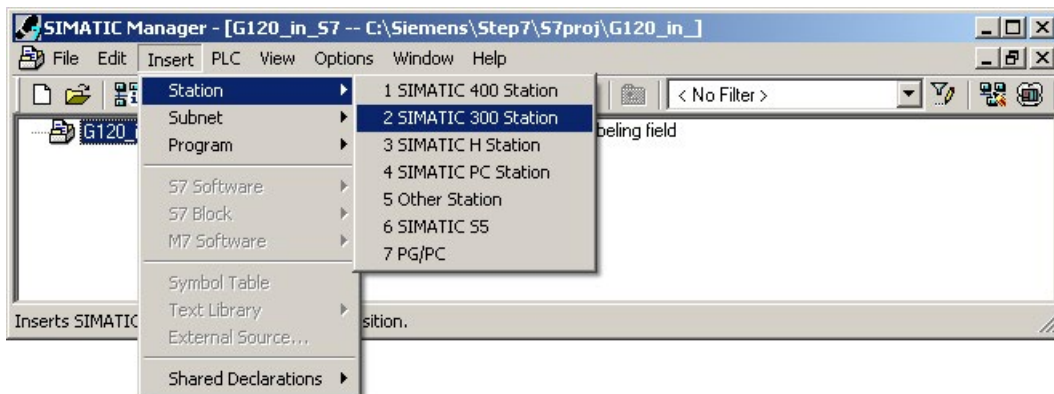 SIMATIC Manager - [G120_in_S7 -- C:\Siemens\Step7\S7proj\G120_in_]
File Edit Insert PLC View Options Window Help
< No Filter >
Station
Subnet
Program
S7 Software
S7 Block
M7 Software
Symbol Table
Text Library
External Source...
Shared Declarations
1 SIMATIC 400 Station
2 SIMATIC 300 Station
3 SIMATIC H Station
4 SIMATIC PC Station
5 Other Station
6 SIMATIC S5
7 PG/PC
G120_
beling field
Inserts SIMATIC
sition.